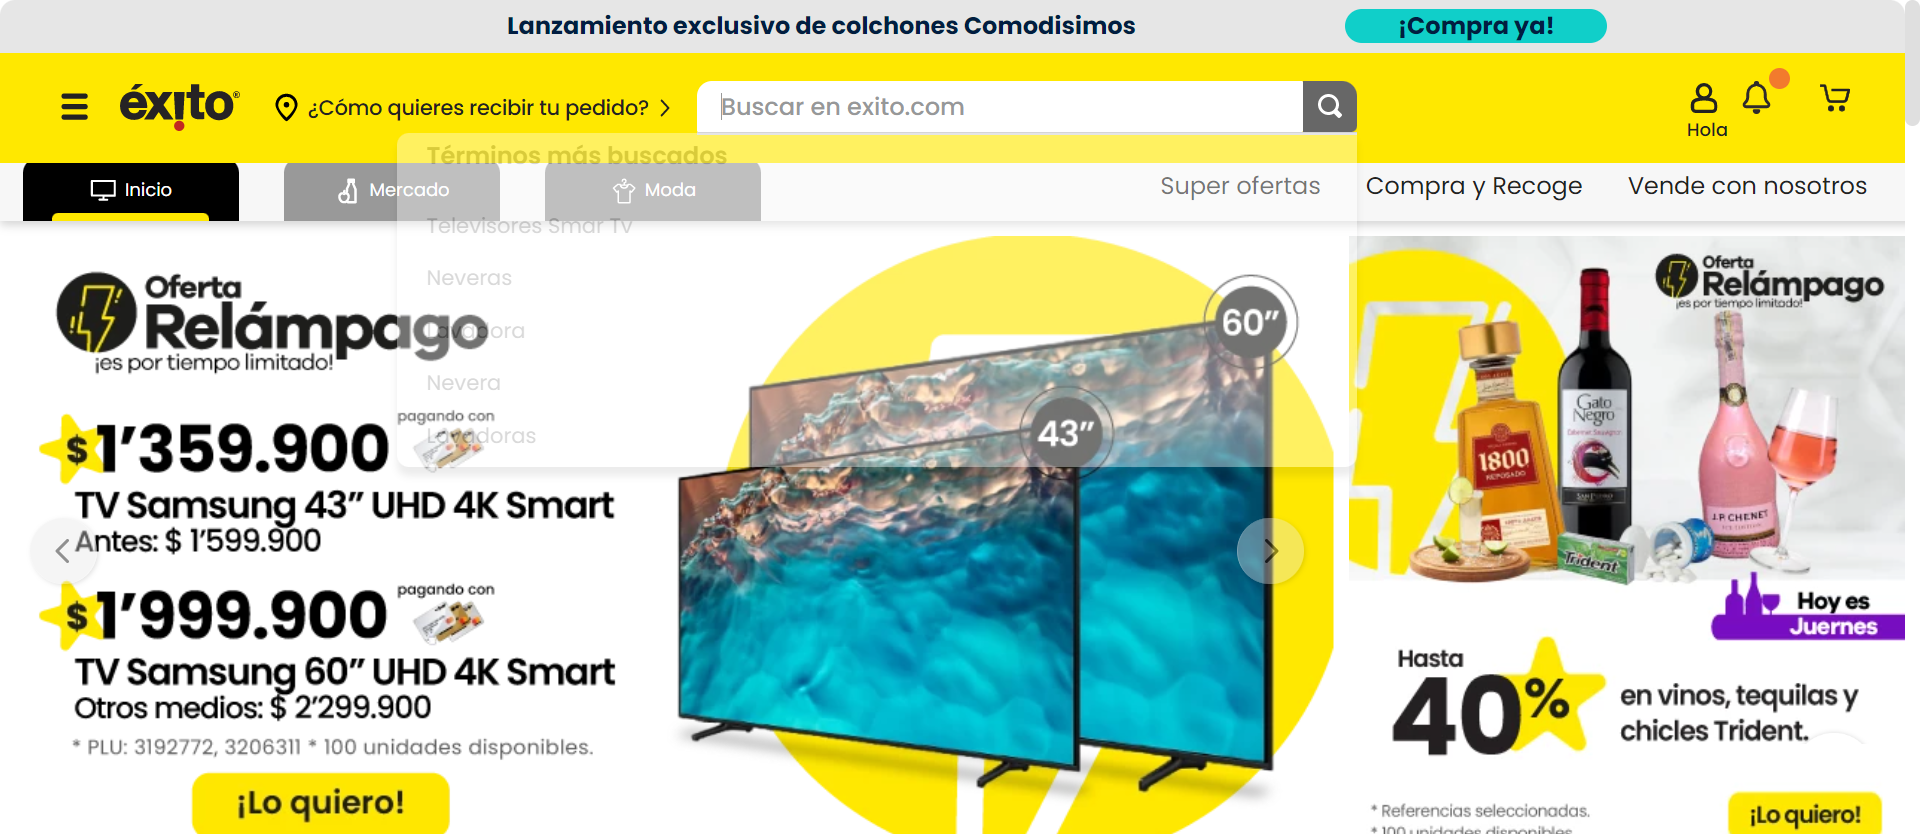 Lanzamiento exclusivo de colchones Comodisimos
¡Compra ya!
éxito®
¿Cómo quieres recibir tu pedido?
Buscar en exito.com
Hola
Términos más buscados
Televisores Smar Tv
Neveras
Lavadora
Nevera
Lavadoras
Inicio
Mercado
Moda
Super ofertas
Compra y Recoge
Vende con nosotros
Oferta
Relámpago
¡es por tiempo limitado!
$1'359.900
pagando con
TV Samsung 43” UHD 4K Smart
Antes: $ 1'599.900
$1'999.900
pagando con
TV Samsung 60” UHD 4K Smart
Otros medios: $ 2'299.900
* PLU: 3192772, 3206311 * 100 unidades disponibles.
¡Lo quiero!
60”
43”
Oferta
Relámpago
¡es por tiempo limitado!
Gato
Negro
Cabernet Sauvignon
SAN PEDRO
1800
REPOSADO
J.P. CHENET
Trident
Hoy es
Juernes
Hasta
40%
en vinos, tequilas y
chicles Trident.
* Referencias seleccionadas.
* 100 unidades disponibles.
¡Lo quiero!